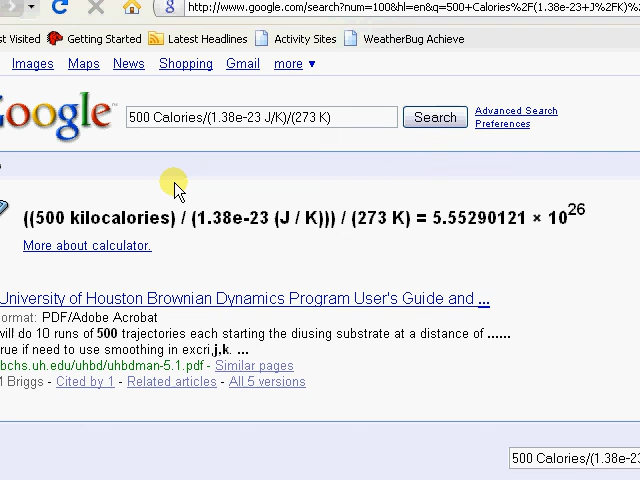 http://www.google.com/search?num=100&hl=en&q=500+Calories%2F(1.38e-23+J%2FK)%2
st Visited Getting Started Latest Headlines Activity Sites WeatherBug Achieve
Images Maps News Shopping Gmail more ▼
Google™ 500 Calories/(1.38e-23 J/K)/(273 K) Search Advanced Search
Preferences
((500 kilocalories) / (1.38e-23 (J / K))) / (273 K) = 5.55290121 × 10^26
More about calculator.
University of Houston Brownian Dynamics Program User's Guide and ...
ormat: PDF/Adobe Acrobat
will do 10 runs of 500 trajectories each starting the diusing substrate at a distance of ......
rue if need to use smoothing in excri,j,k. ...
bchs.uh.edu/uhbd/uhbdman-5.1.pdf - Similar pages
Briggs - Cited by 1 - Related articles - All 5 versions
500 Calories/(1.38e-23